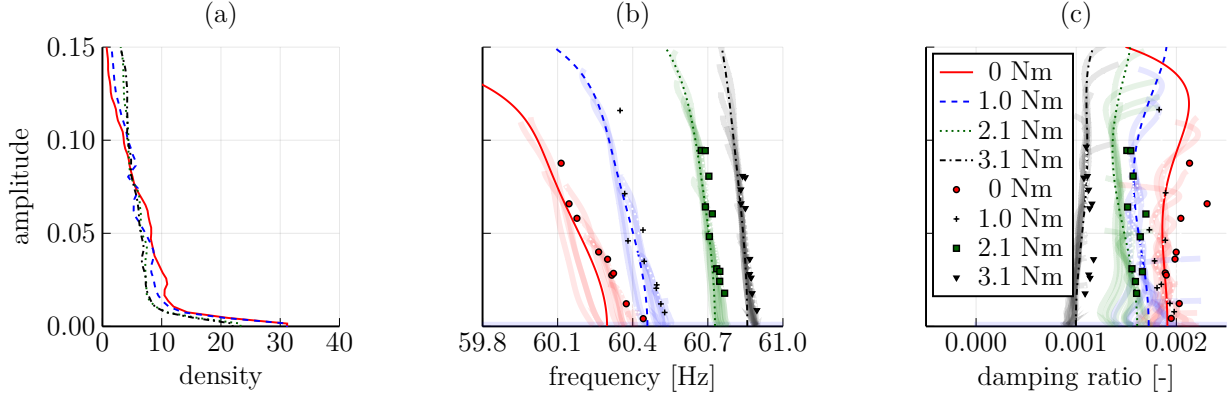 (a)
(b)
(c)
0.15
0.10
0.05
0.00
amplitude
0 10 20 30 40
density
59.8 60.1 60.4 60.7 61.0
frequency [Hz]
0 Nm
1.0 Nm
2.1 Nm
3.1 Nm
0 Nm
1.0 Nm
2.1 Nm
3.1 Nm
0.000 0.001 0.002
damping ratio [-]